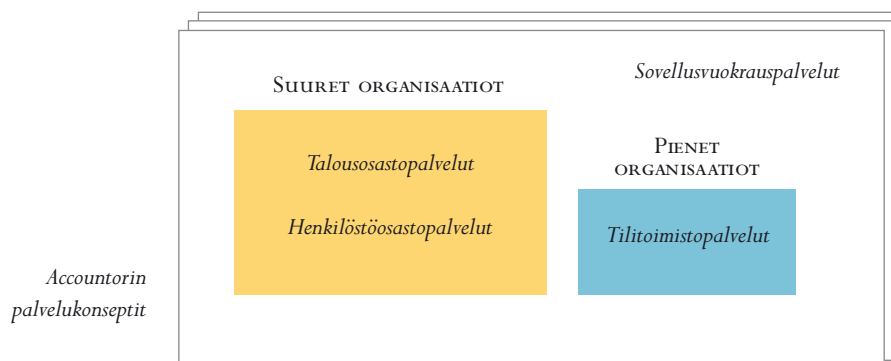 Sovellusvuokrauspalvelut
Suuret organisaatiot
Talousosastopalvelut
Henkilöstöosastopalvelut
Pienet
organisaatiot
Tilitoimistopalvelut
Accountorin
palvelukonseptit